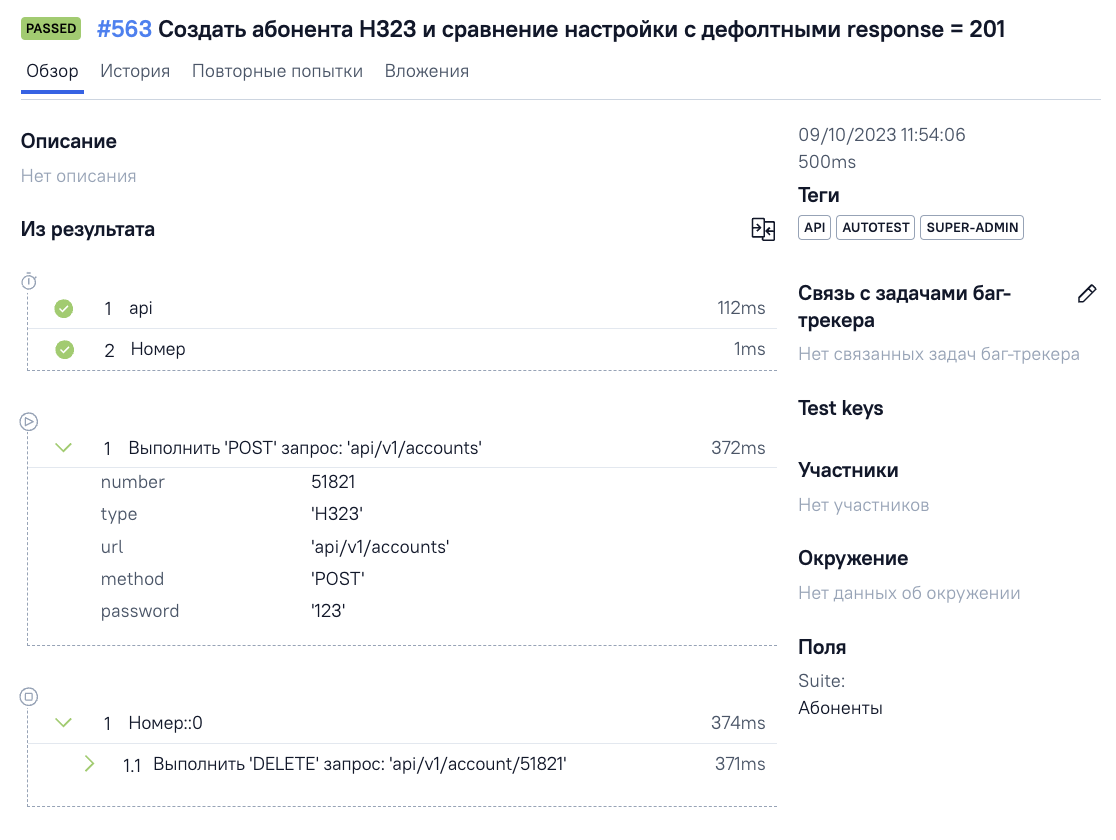 PASSED #563 Создать абонента H323 и сравнение настройки с дефолтными response = 201
Обзор История Повторные попытки Вложения
Описание
Нет описания
Из результата
1 api 112ms
2 Номер 1ms
1 Выполнить 'POST' запрос: 'api/v1/accounts' 372ms
number 51821
type 'H323'
url 'api/v1/accounts'
method 'POST'
password '123'
1 Номер::0 374ms
1.1 Выполнить 'DELETE' запрос: 'api/v1/account/51821' 371ms
09/10/2023 11:54:06
500ms
Теги
API AUTOTEST SUPER-ADMIN
Связь с задачами баг-
трекера
Нет связанных задач баг-трекера
Test keys
Участники
Нет участников
Окружение
Нет данных об окружении
Поля
Suite:
Абоненты